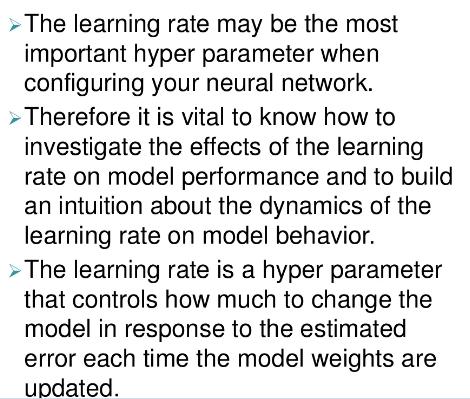 ➢The learning rate may be the most
important hyper parameter when
configuring your neural network.
➢Therefore it is vital to know how to
investigate the effects of the learning
rate on model performance and to build
an intuition about the dynamics of the
learning rate on model behavior.
➢The learning rate is a hyper parameter
that controls how much to change the
model in response to the estimated
error each time the model weights are
updated.